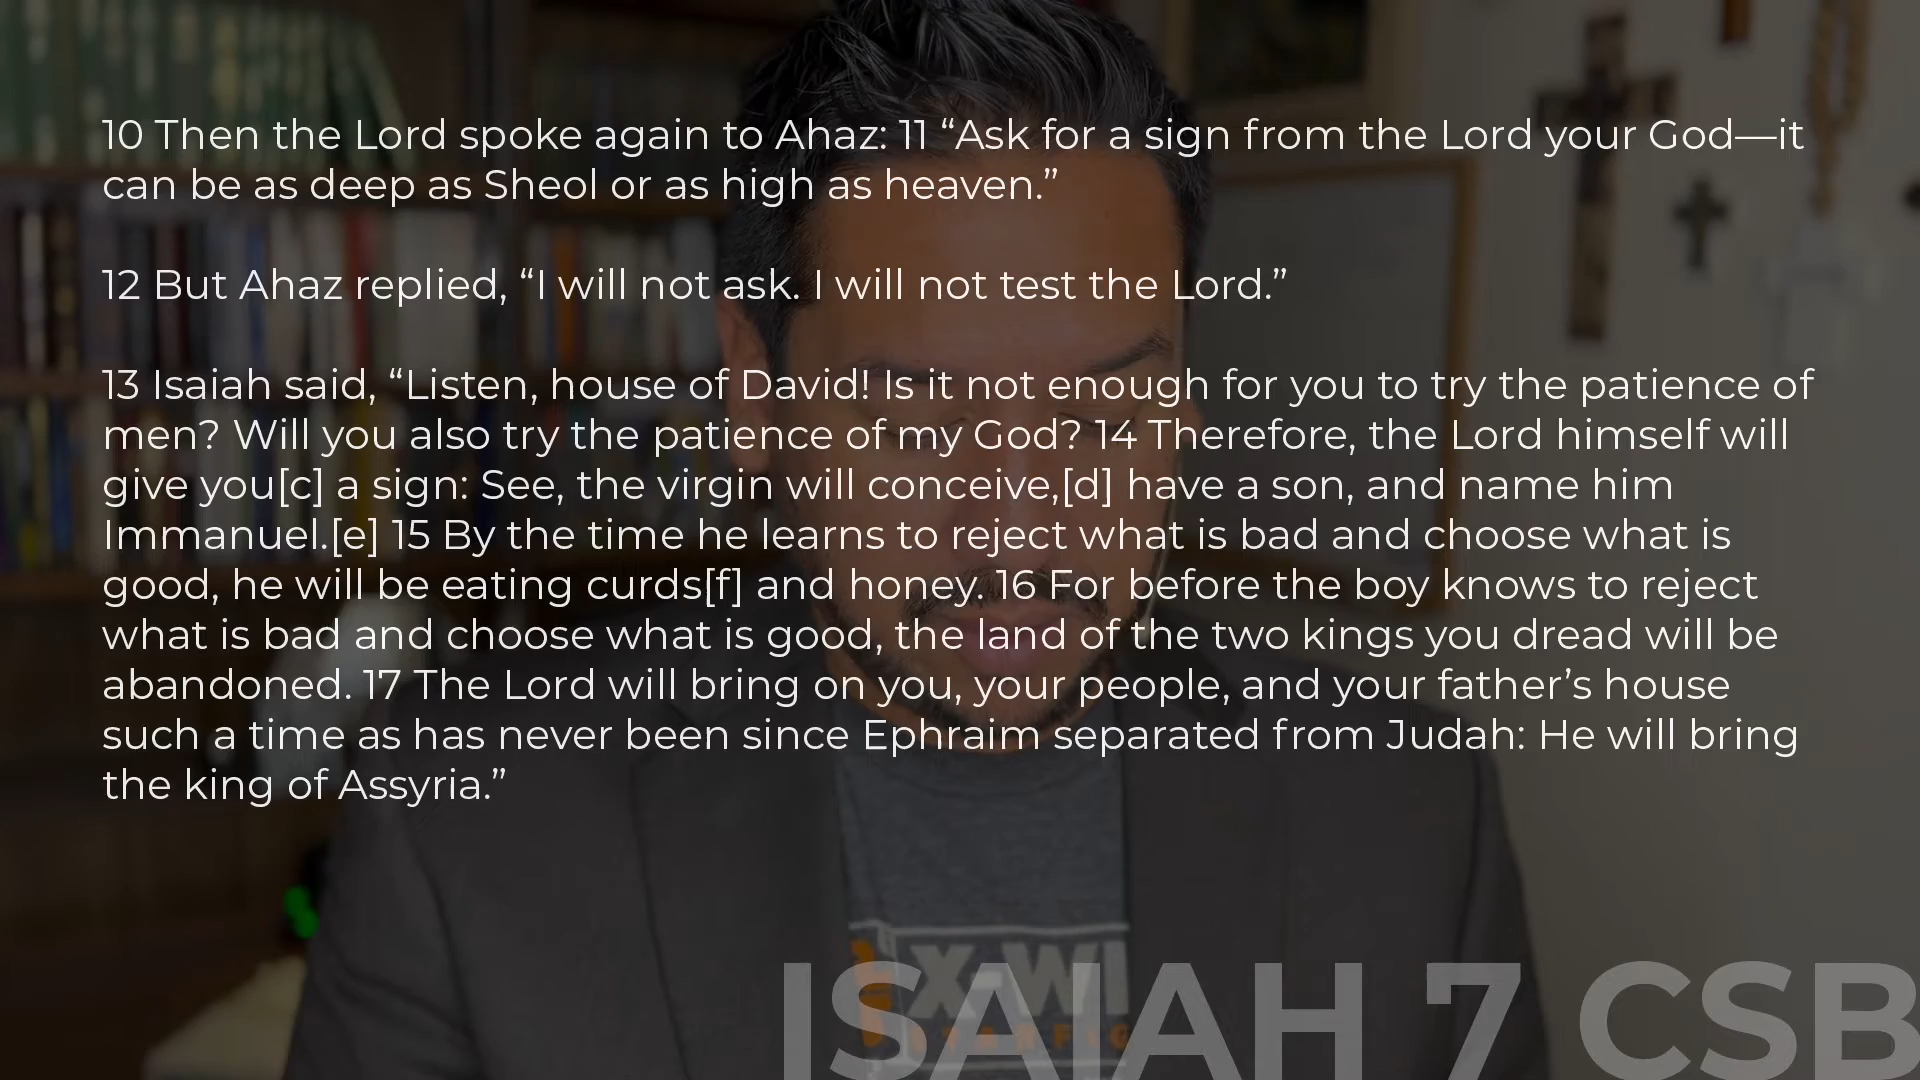 10 Then the Lord spoke again to Ahaz: 11 “Ask for a sign from the Lord your God—it
can be as deep as Sheol or as high as heaven.”
12 But Ahaz replied, “I will not ask. I will not test the Lord.”
13 Isaiah said, “Listen, house of David! Is it not enough for you to try the patience of
men? Will you also try the patience of my God? 14 Therefore, the Lord himself will
give you[c] a sign: See, the virgin will conceive,[d] have a son, and name him
Immanuel.[e] 15 By the time he learns to reject what is bad and choose what is
good, he will be eating curds[f] and honey. 16 For before the boy knows to reject
what is bad and choose what is good, the land of the two kings you dread will be
abandoned. 17 The Lord will bring on you, your people, and your father’s house
such a time as has never been since Ephraim separated from Judah: He will bring
the king of Assyria.”
X-WI
ISAIAH 7 CSB